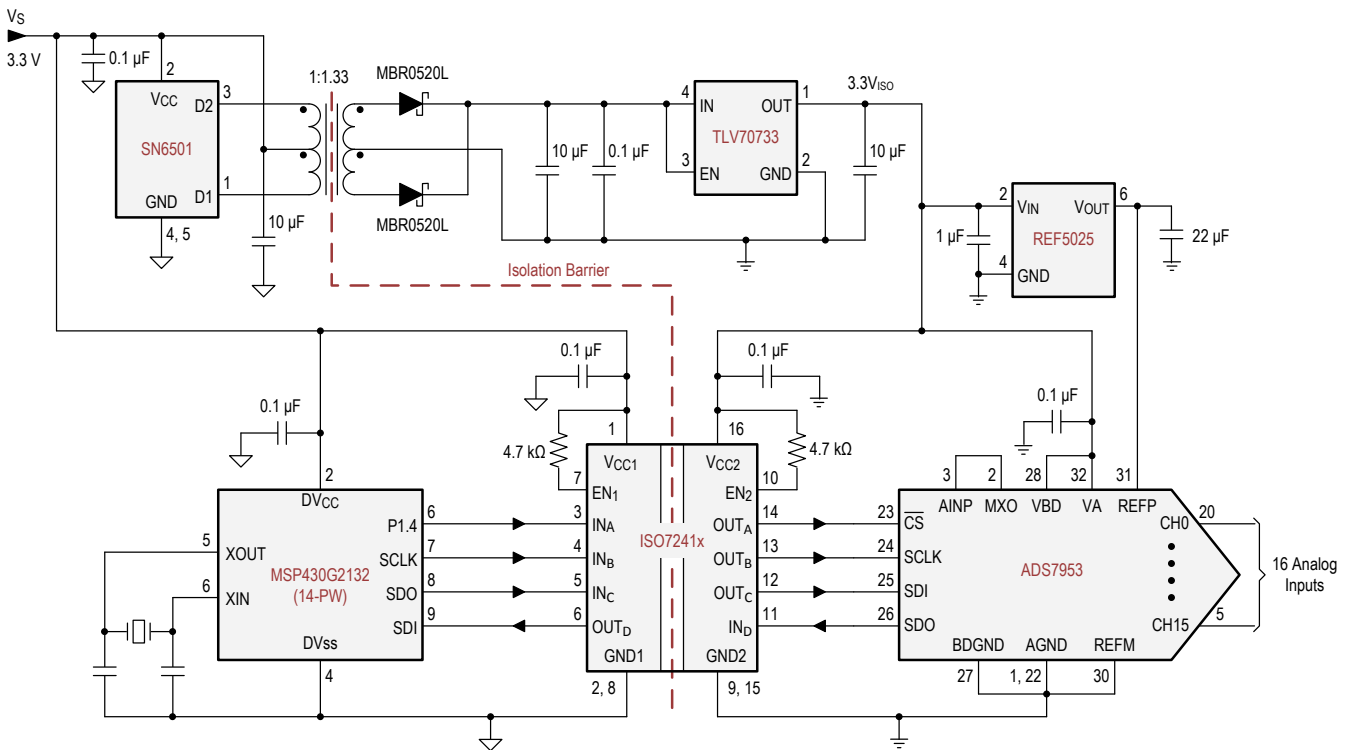 VS
3.3 V
0.1 µF
2
VCC
D2
3
SN6501
D1
1
GND
4, 5
10 µF
1:1.33
MBR0520L
MBR0520L
10 µF
0.1 µF
4
IN
OUT
1
TLV70733
3
EN
GND
2
3.3VISO
10 µF
2
VIN
VOUT
6
REF5025
1 µF
4
GND
22 µF
Isolation Barrier
0.1 µF
2
DVCC
P1.4
6
5
XOUT
SCLK
7
MSP430G2132
(14-PW)
6
XIN
SDO
8
SDI
9
DVss
4
0.1 µF
4.7 kΩ
1
VCC1
7
EN1
3
INA
4
INB
5
INC
6
OUTD
GND1
2, 8
ISO7241x
0.1 µF
4.7 kΩ
16
VCC2
EN2
10
OUTA
14
OUTB
13
OUTC
12
IND
11
GND2
9, 15
0.1 µF
3
2
28
32
31
AINP
MXO
VBD
VA
REFP
23
CS
24
SCLK
25
SDI
26
SDO
ADS7953
CH0
20
CH15
5
16 Analog
Inputs
BDGND
AGND
REFM
27
1, 22
30